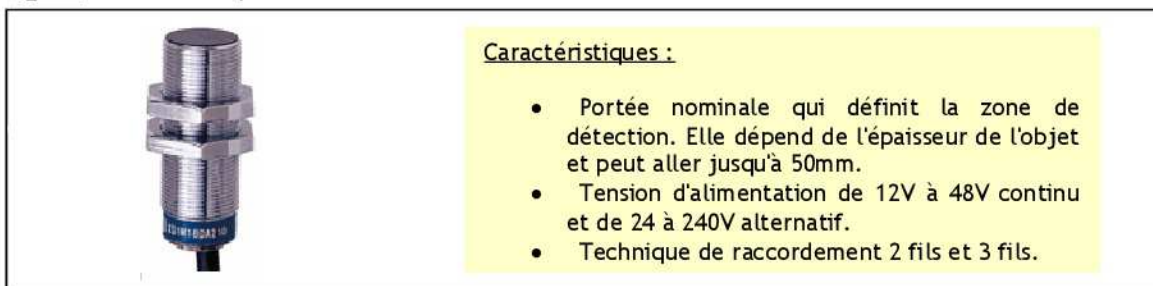 Caractéristiques :
• Portée nominale qui définit la zone de
détection. Elle dépend de l'épaisseur de l'objet
et peut aller jusqu'à 50mm.
• Tension d'alimentation de 12V à 48V continu
et de 24 à 240V alternatif.
• Technique de raccordement 2 fils et 3 fils.